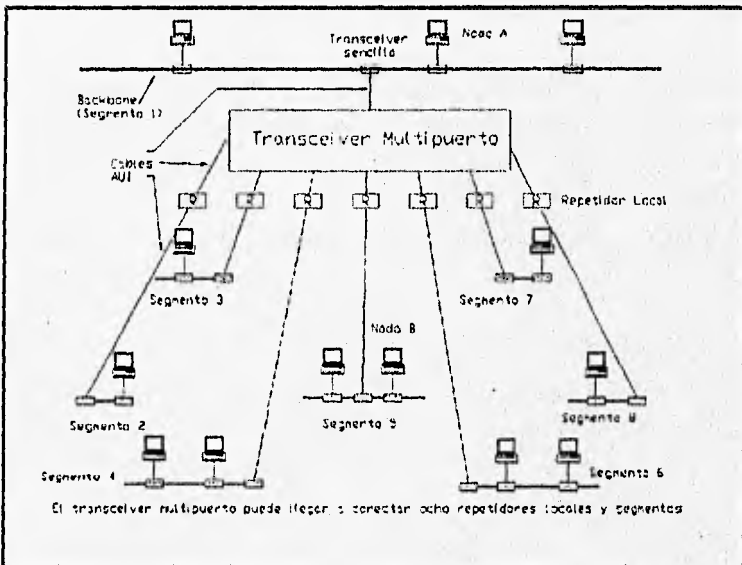 Transceiver
sencillo
Nodo A
Backbone
(Segmento 1)
Transceiver Multipuerto
Cables
AUI
R R R R R R R
Repetidor Local
Segmento 3
Segmento 7
Nodo B
Segmento 2
Segmento 5
Segmento 8
Segmento 4
Segmento 6
El transceiver multipuerto puede llegar a conectar ocho repetidores locales y segmentos